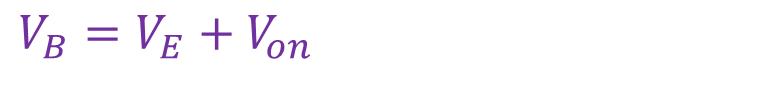 V_B = V_E + V_on